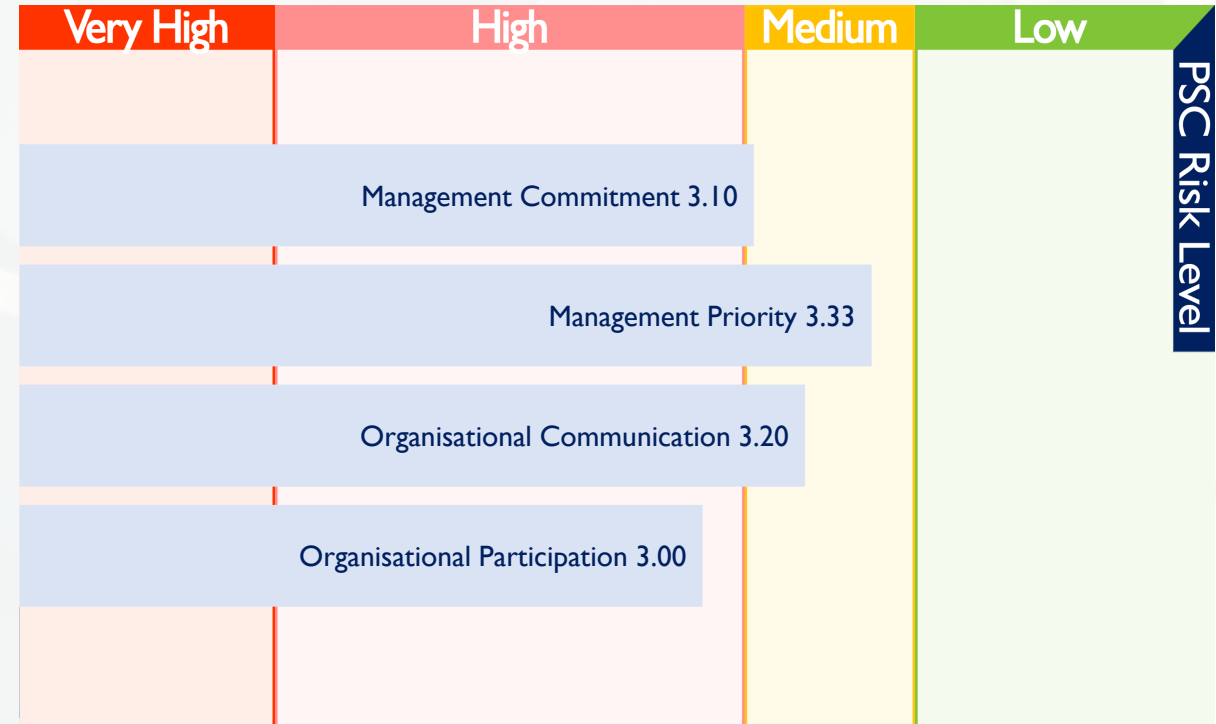 Very High
High
Medium
Low
PSC Risk Level
Management Commitment 3.10
Management Priority 3.33
Organisational Communication 3.20
Organisational Participation 3.00